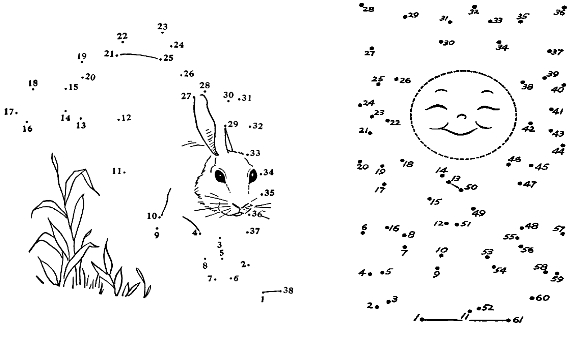 23
22 24
21 25
19
20 26
18 15
27 28 30 31
17 14 13 12 29 32
16
33
11 34
35
10 36
9 4 37
3
5
8 2
7 6
1 38
28 29 31 32 33 35 36
30 34 37
27
25 26 38 39 40
24 41
23 22 42 43
21 44
20 19 18 46 45
14 13
17 50 47
15 49
6 16 8 12 51 48 57
55
7 10 53 56
4 5 9 54 58 59
2 3 52 60
1 11 61